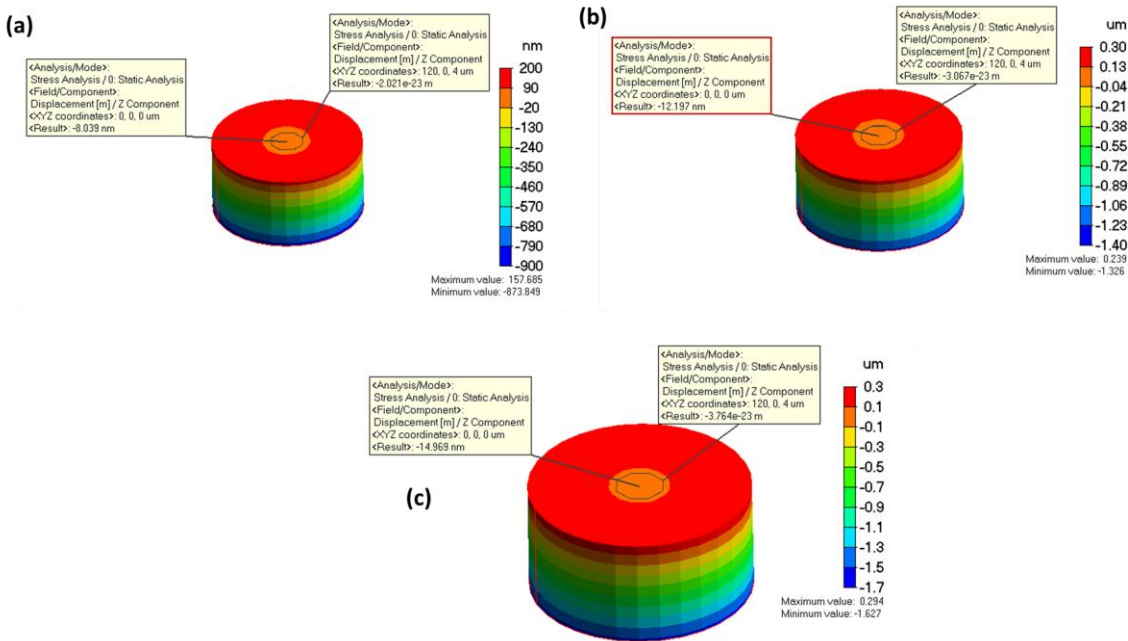 (a)
<Analysis/Mode>:
Stress Analysis / 0: Static Analysis
<Field/Component>:
Displacement [m] / Z Component
<XYZ coordinates>: 0, 0, 0 um
<Result>: -8.039 nm
<Analysis/Mode>:
Stress Analysis / 0: Static Analysis
<Field/Component>:
Displacement [m] / Z Component
<XYZ coordinates>: 120, 0, 4 um
<Result>: -2.021e-23 m
nm
200
90
-20
-130
-240
-350
-460
-570
-680
-790
-900
Maximum value: 157.685
Minimum value: -873.849
(b)
<Analysis/Mode>:
Stress Analysis / 0: Static Analysis
<Field/Component>:
Displacement [m] / Z Component
<XYZ coordinates>: 0, 0, 0 um
<Result>: -12.197 nm
<Analysis/Mode>:
Stress Analysis / 0: Static Analysis
<Field/Component>:
Displacement [m] / Z Component
<XYZ coordinates>: 120, 0, 4 um
<Result>: -3.067e-23 m
um
0.30
0.13
-0.04
-0.21
-0.38
-0.55
-0.72
-0.89
-1.06
-1.23
-1.40
Maximum value: 0.239
Minimum value: -1.326
<Analysis/Mode>:
Stress Analysis / 0: Static Analysis
<Field/Component>:
Displacement [m] / Z Component
<XYZ coordinates>: 0, 0, 0 um
<Result>: -14.969 nm
<Analysis/Mode>:
Stress Analysis / 0: Static Analysis
<Field/Component>:
Displacement [m] / Z Component
<XYZ coordinates>: 120, 0, 4 um
<Result>: -3.764e-23 m
(c)
um
0.3
0.1
-0.1
-0.3
-0.5
-0.7
-0.9
-1.1
-1.3
-1.5
-1.7
Maximum value: 0.294
Minimum value: -1.627